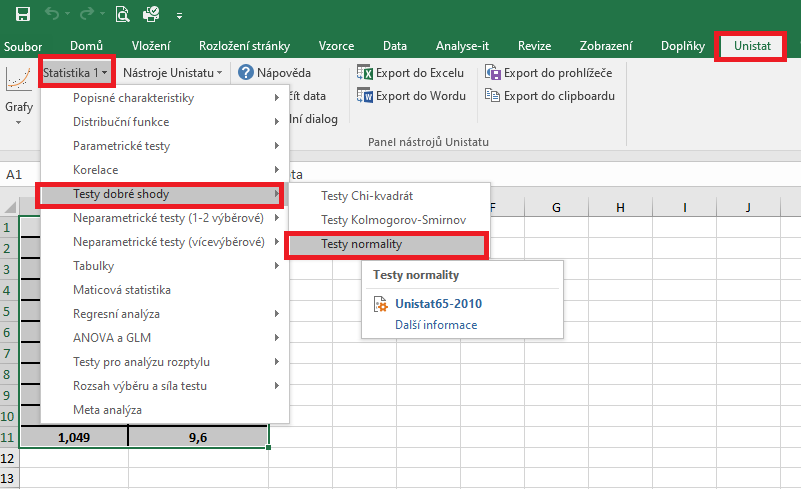 Soubor Domů Vložení Rozložení stránky Vzorce Data Analyse-it Revize Zobrazení Doplňky Unistat
Statistika 1 Nástroje Unistatu Nápověda Export do Excelu Export do prohlížeče
Grafy čít data Export do Wordu Export do clipboardu
lní dialog
Panel nástrojů Unistatu
Popisné charakteristiky
Distribuční funkce
Parametrické testy
Korelace
A1 ta
Testy dobré shody
Testy Chi-kvadrát
F G H I J
Neparametrické testy (1-2 výběrové)
Testy Kolmogorov-Smirnov
1
Neparametrické testy (vícevýběrové)
Testy normality
2
Tabulky
3
Testy normality
Maticová statistika
4
Unistat65-2010
Regresní analýza
5
Další informace
ANOVA a GLM
6
Testy pro analýzu rozptylu
7
Rozsah výběru a síla testu
8
Meta analýza
9
10
11 1,049 9,6
12
13